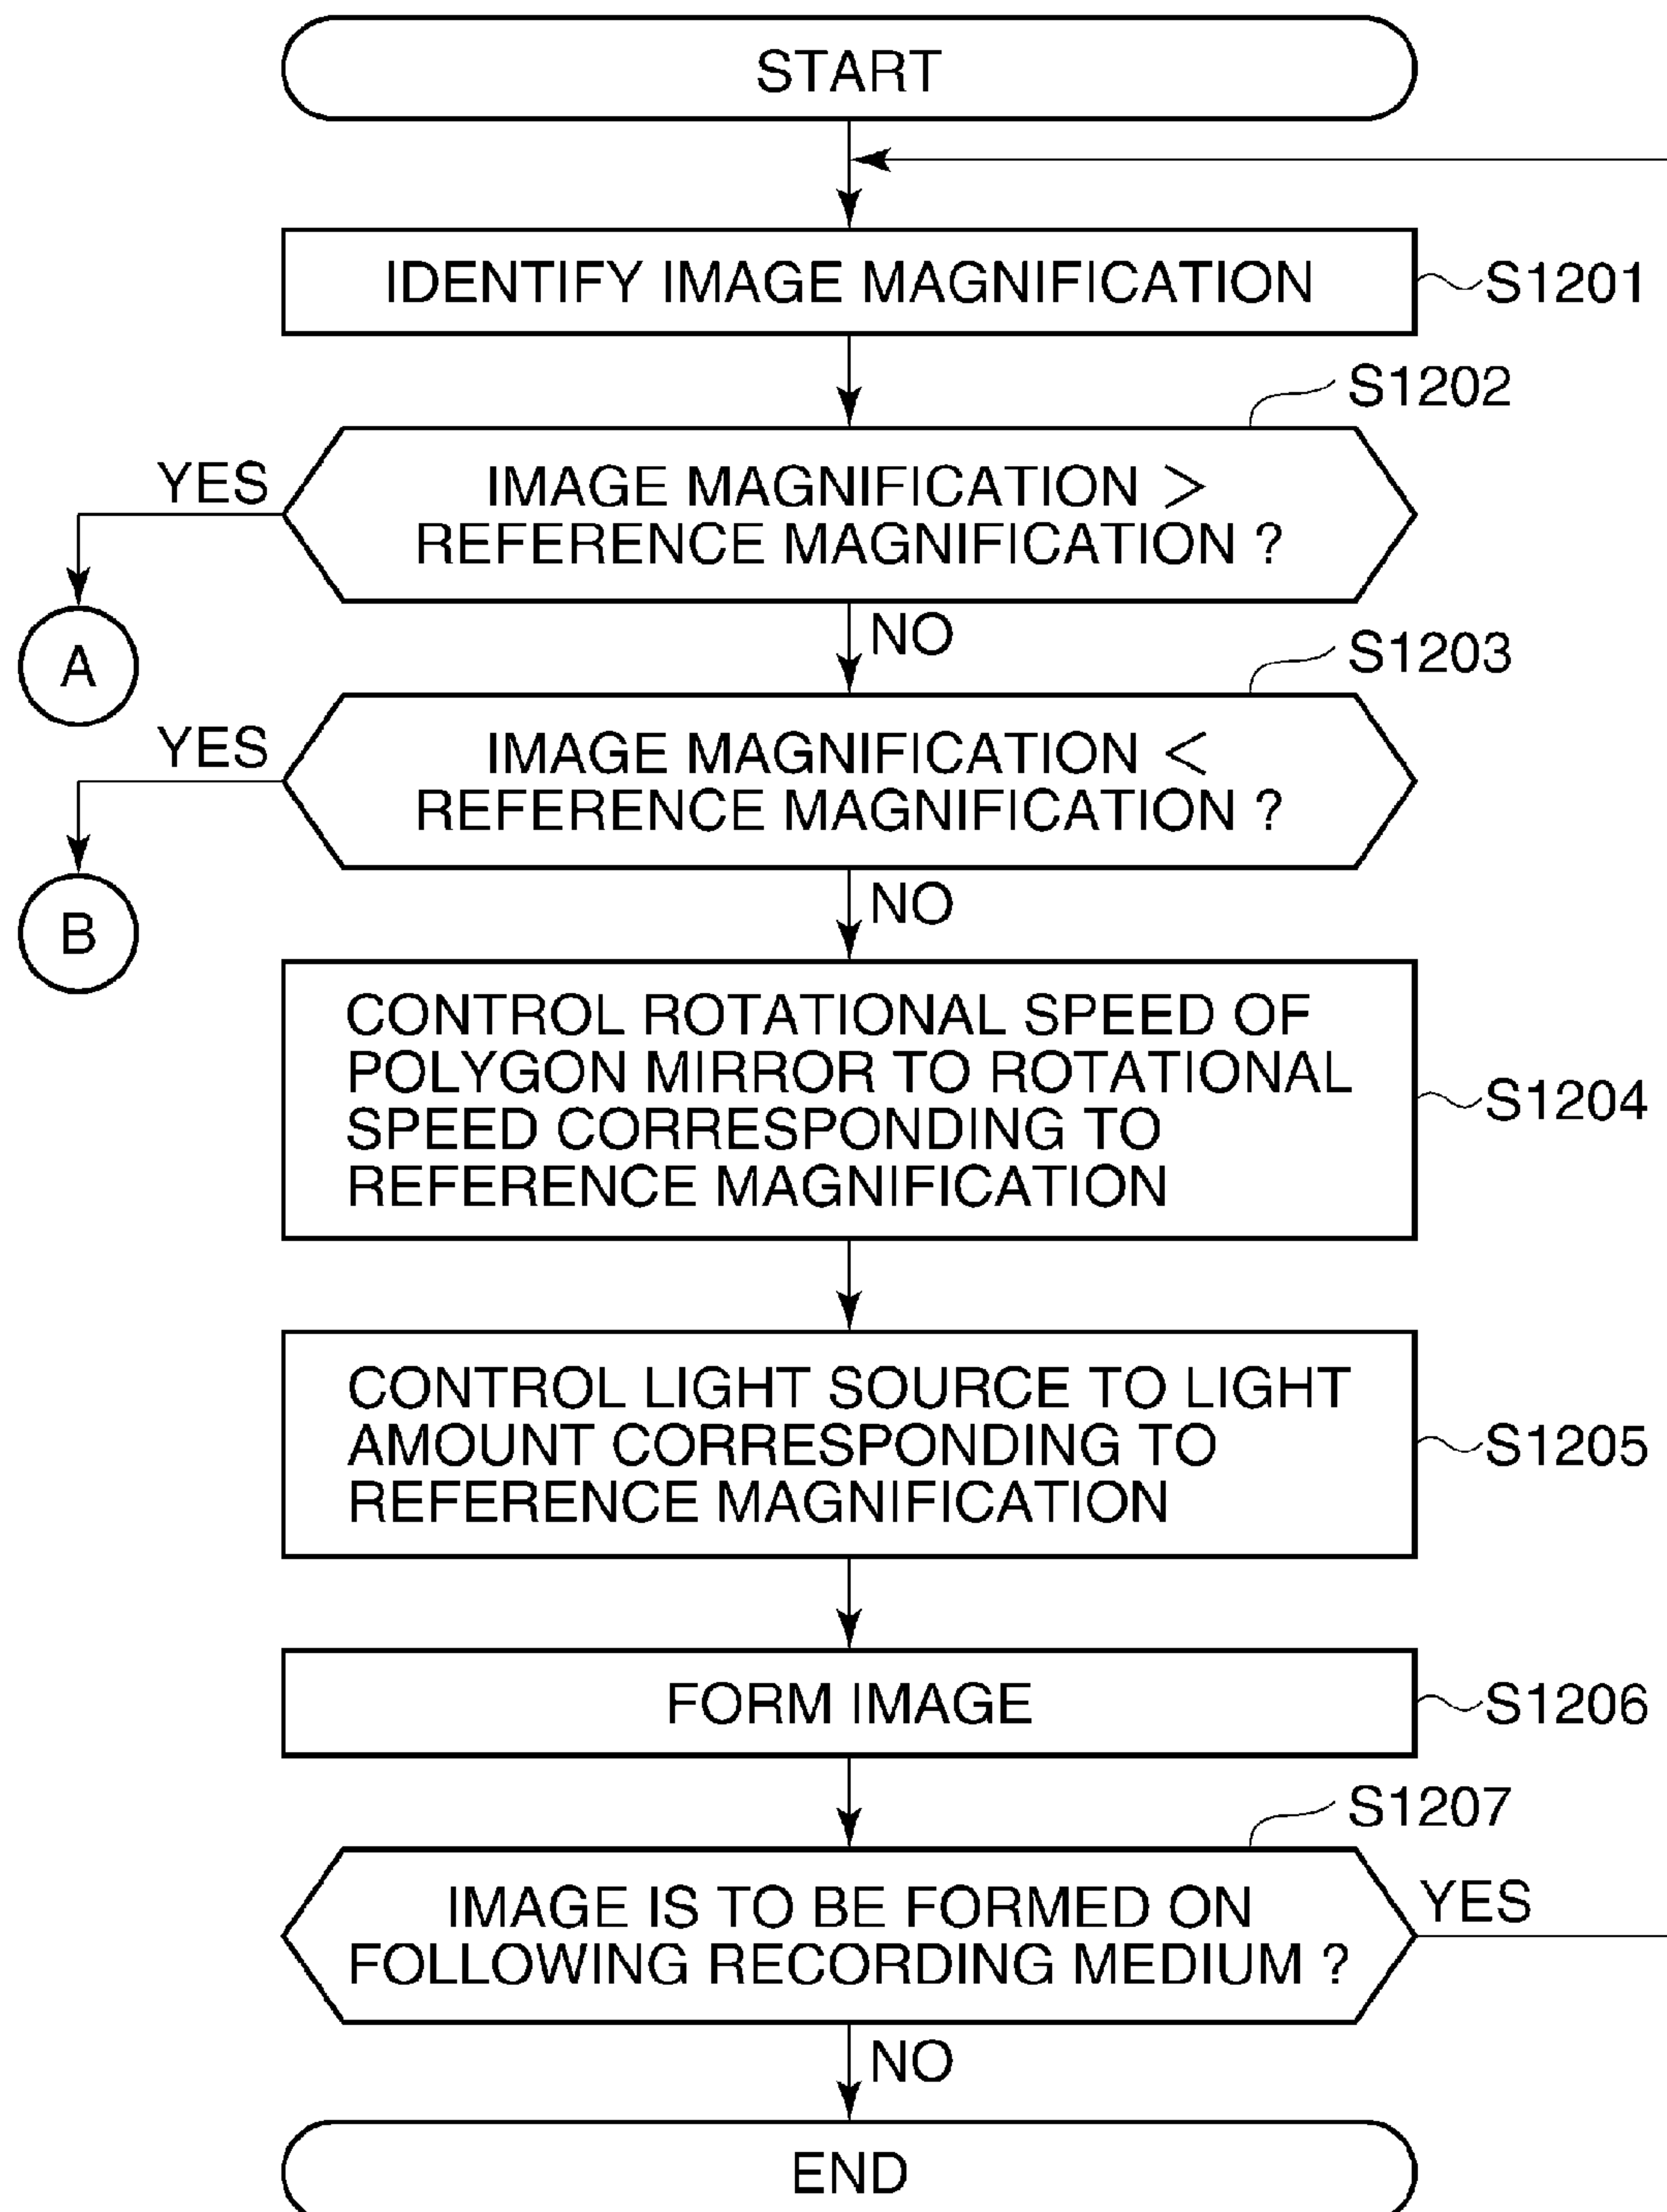 START
IDENTIFY IMAGE MAGNIFICATION
S1201
S1202
YES
IMAGE MAGNIFICATION >
REFERENCE MAGNIFICATION ?
A
NO
S1203
YES
IMAGE MAGNIFICATION <
REFERENCE MAGNIFICATION ?
B
NO
CONTROL ROTATIONAL SPEED OF
POLYGON MIRROR TO ROTATIONAL
SPEED CORRESPONDING TO
REFERENCE MAGNIFICATION
S1204
CONTROL LIGHT SOURCE TO LIGHT
AMOUNT CORRESPONDING TO
REFERENCE MAGNIFICATION
S1205
FORM IMAGE
S1206
S1207
IMAGE IS TO BE FORMED ON
FOLLOWING RECORDING MEDIUM ?
YES
NO
END